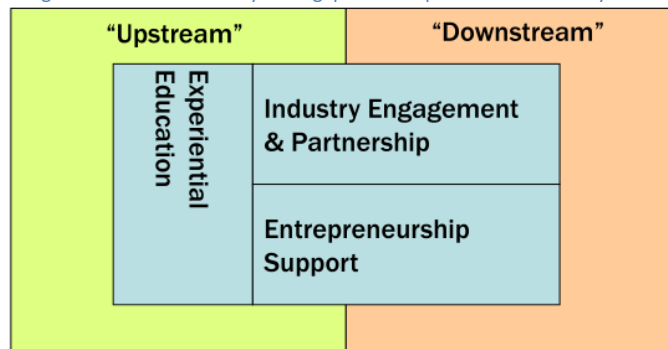 “Upstream”
“Downstream”
Experiential
Education
Industry Engagement
& Partnership
Entrepreneurship
Support